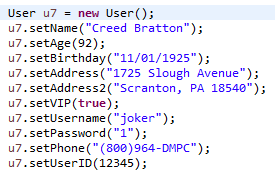 User u7 = new User();
u7.setName("Creed Bratton");
u7.setAge(92);
u7.setBirthday("11/01/1925");
u7.setAddress("1725 Slough Avenue");
u7.setAddress2("Scranton, PA 18540");
u7.setVIP(true);
u7.setUsername("joker");
u7.setPassword("1");
u7.setPhone("(800)964-DMPC");
u7.setUserID(12345);